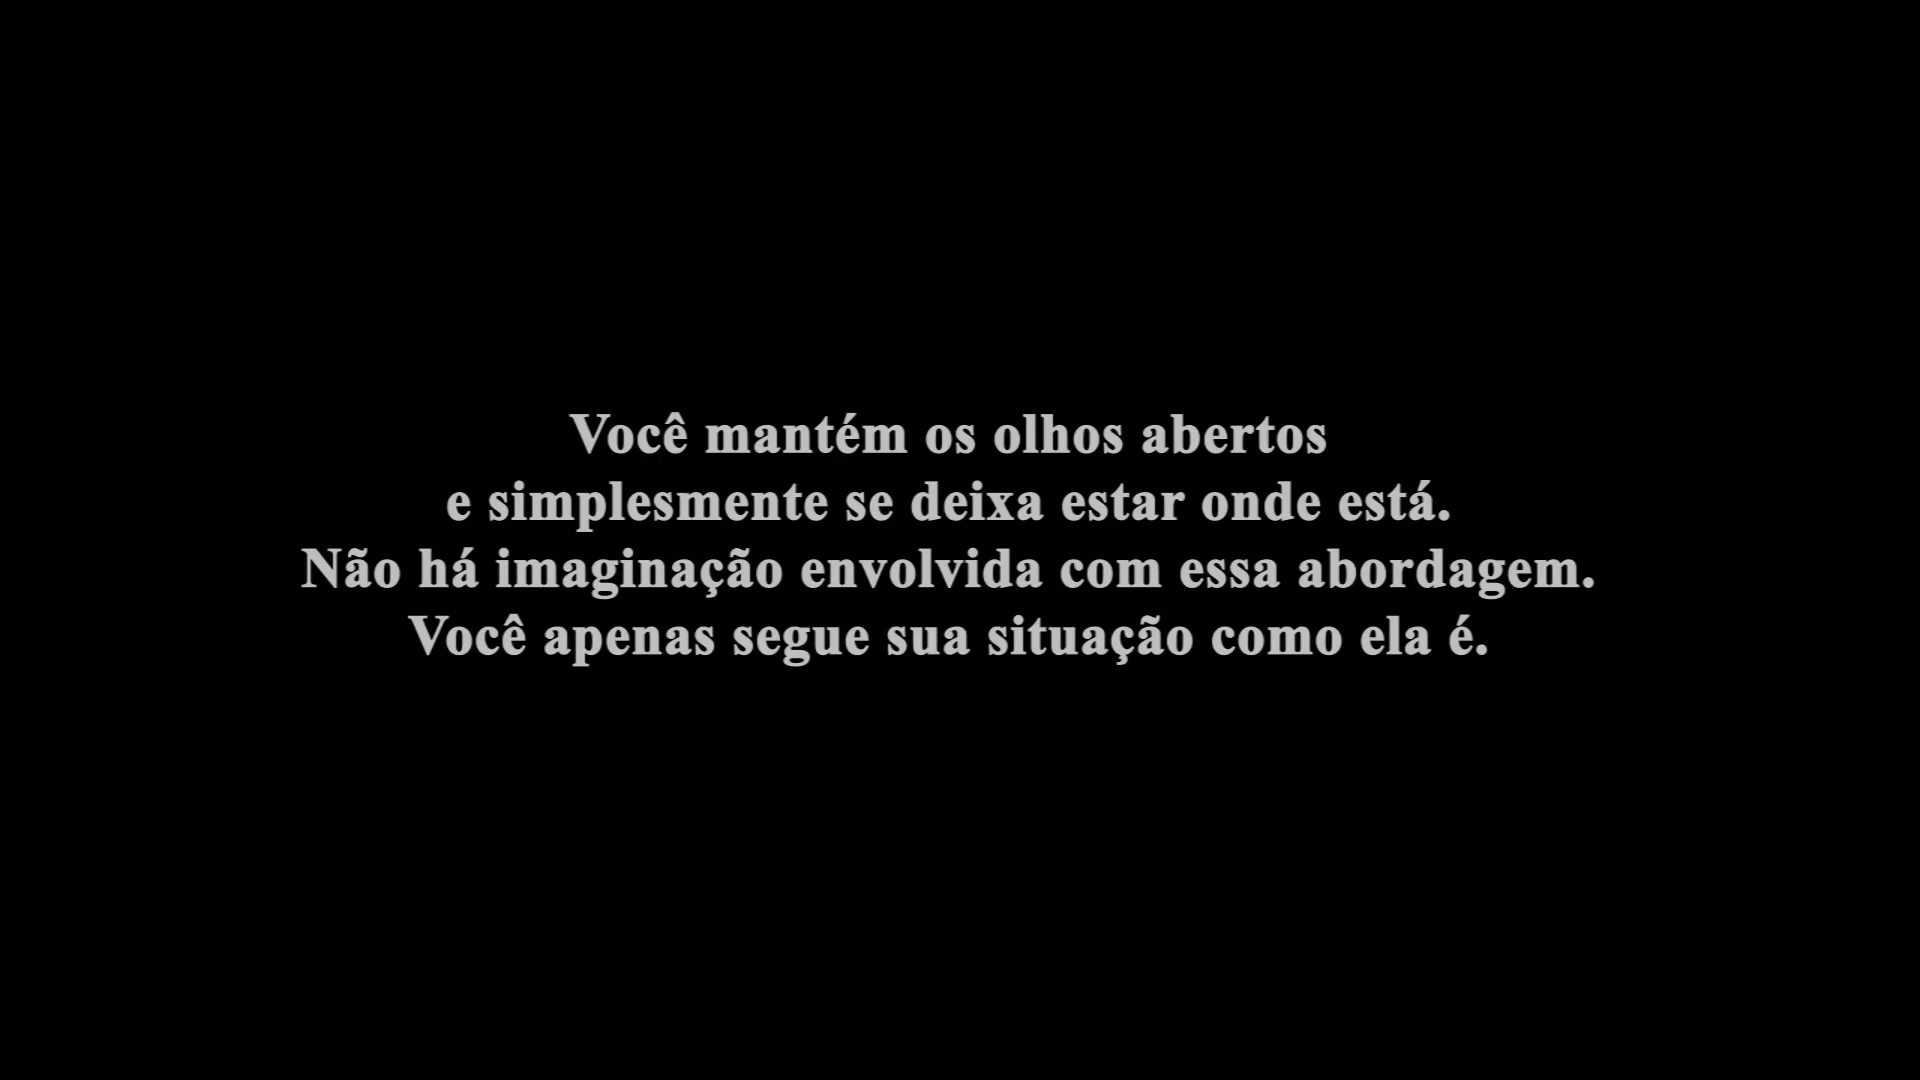 Você mantém os olhos abertos
e simplesmente se deixa estar onde está.
Não há imaginação envolvida com essa abordagem.
Você apenas segue sua situação como ela é.